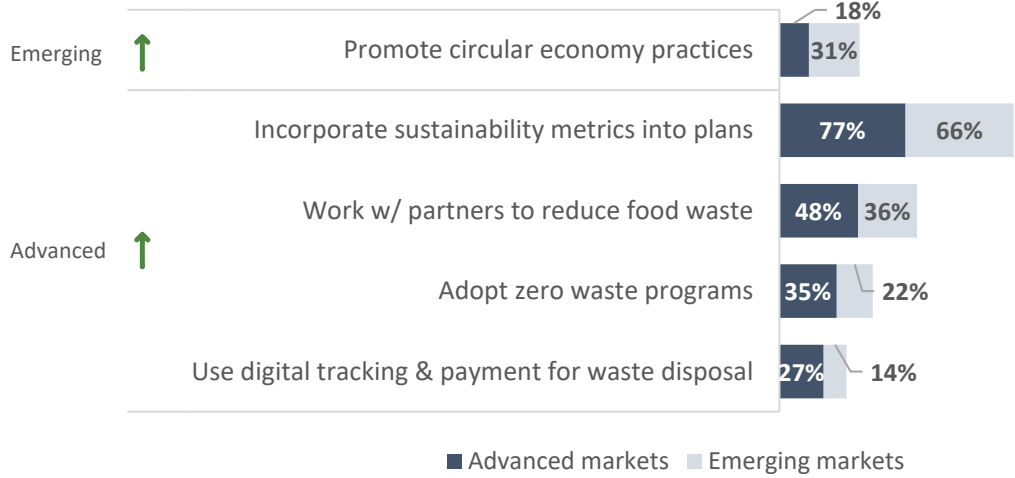 18%
Emerging
Promote circular economy practices
31%
Incorporate sustainability metrics into plans
77%
66%
Work w/ partners to reduce food waste
48%
36%
Advanced
Adopt zero waste programs
35%
22%
Use digital tracking & payment for waste disposal
27%
14%
Advanced markets
Emerging markets